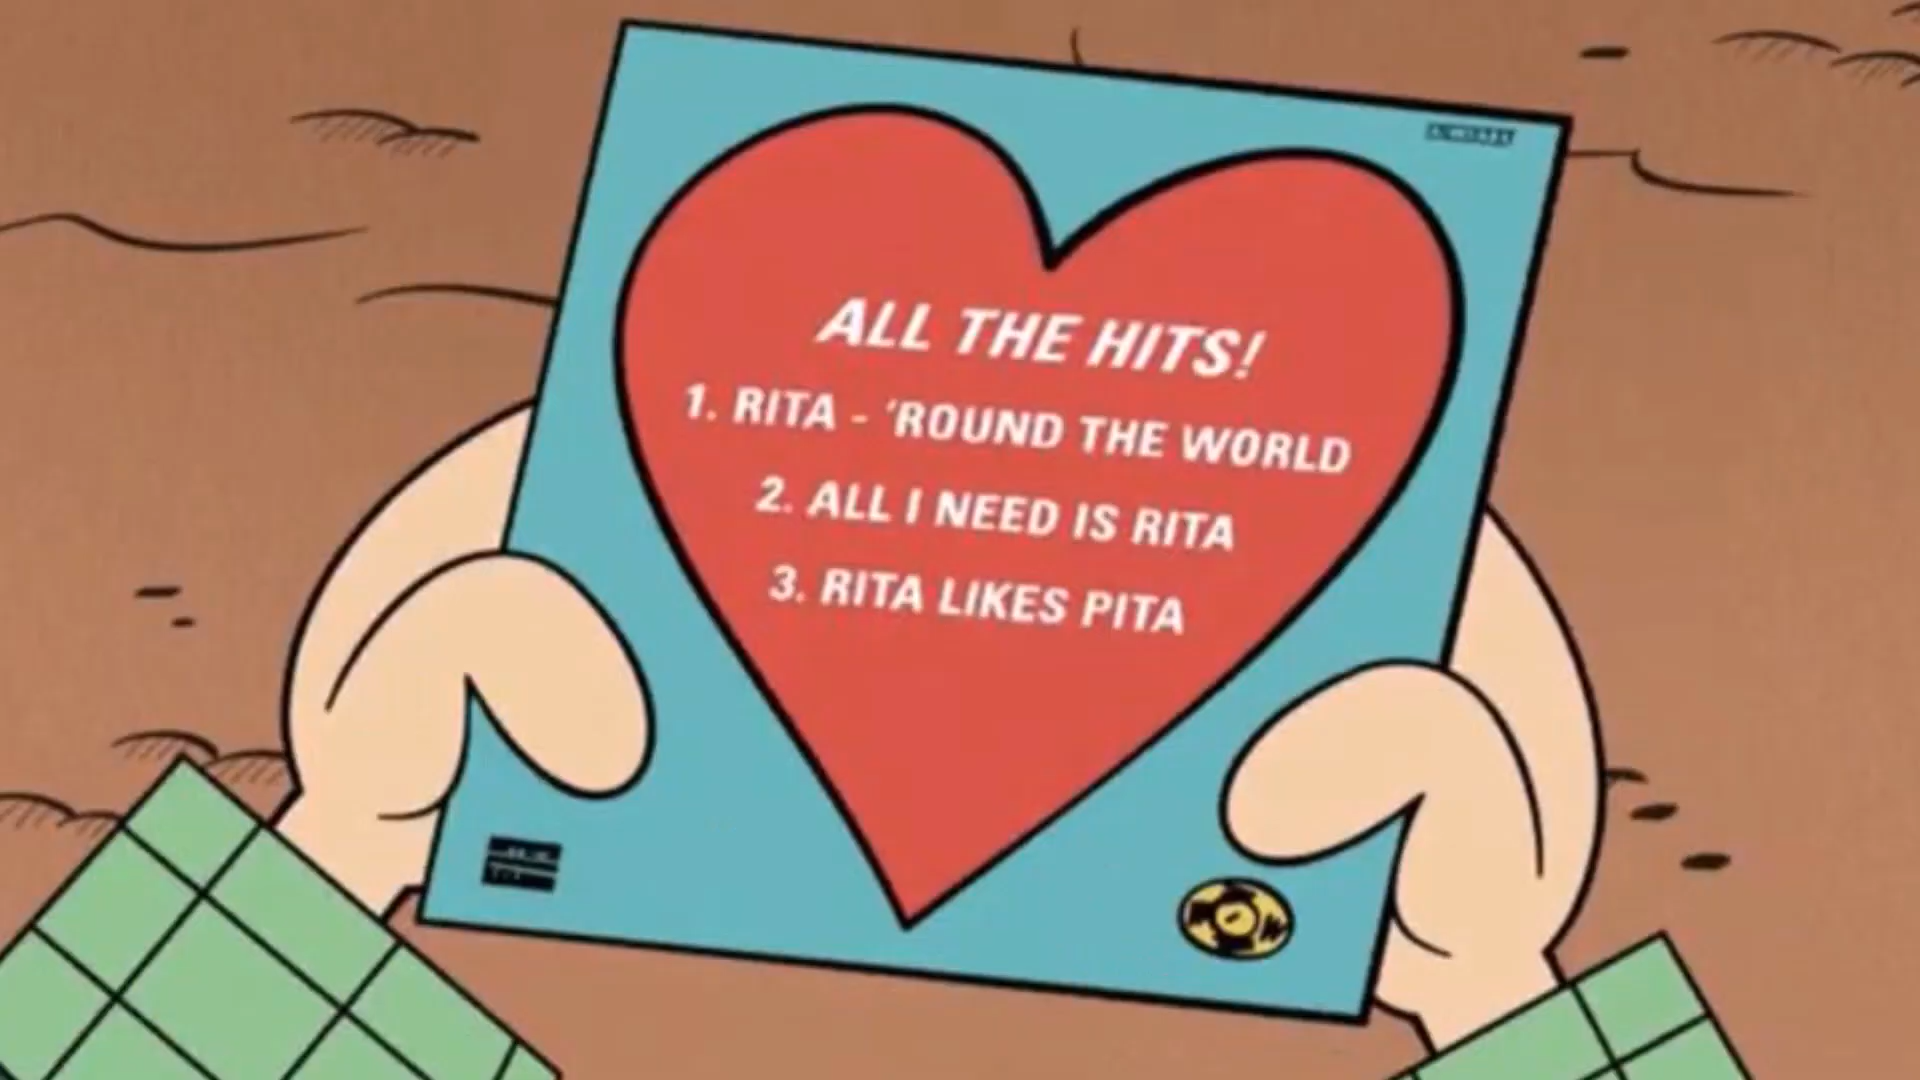 ALL THE HITS!
1. RITA - 'ROUND THE WORLD
2. ALL I NEED IS RITA
3. RITA LIKES PITA